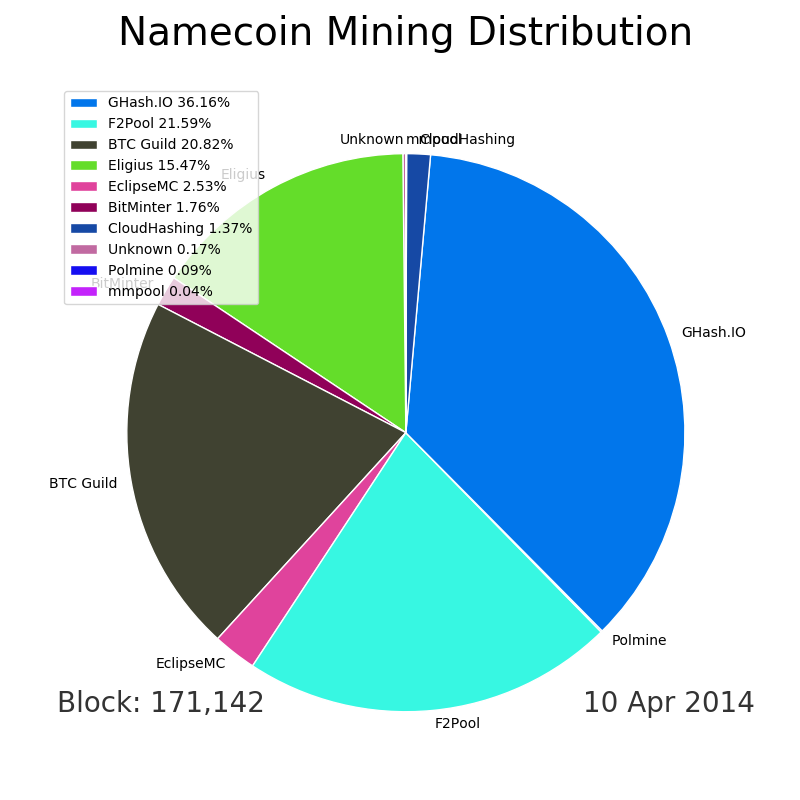 Namecoin Mining Distribution
GHash.IO 36.16%
F2Pool 21.59%
BTC Guild 20.82%
Eligius 15.47%
EclipseMC 2.53%
BitMinter 1.76%
CloudHashing 1.37%
Unknown 0.17%
Polmine 0.09%
mmpool 0.04%
Unknown
mmpool
CloudHashing
Eligius
BitMinter
GHash.IO
BTC Guild
Polmine
EclipseMC
F2Pool
Block: 171,142
10 Apr 2014